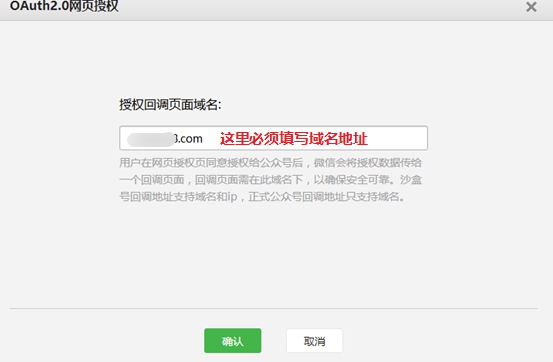 OAuth2.0网页授权
授权回调页面域名:
3.com 这里必须填写域名地址
用户在网页授权页同意授权给公众号后，微信会将授权数据传给
一个回调页面，回调页面需在此域名下，以确保安全可靠。沙盒
号回调地址支持域名和ip，正式公众号回调地址只支持域名。
确认 取消